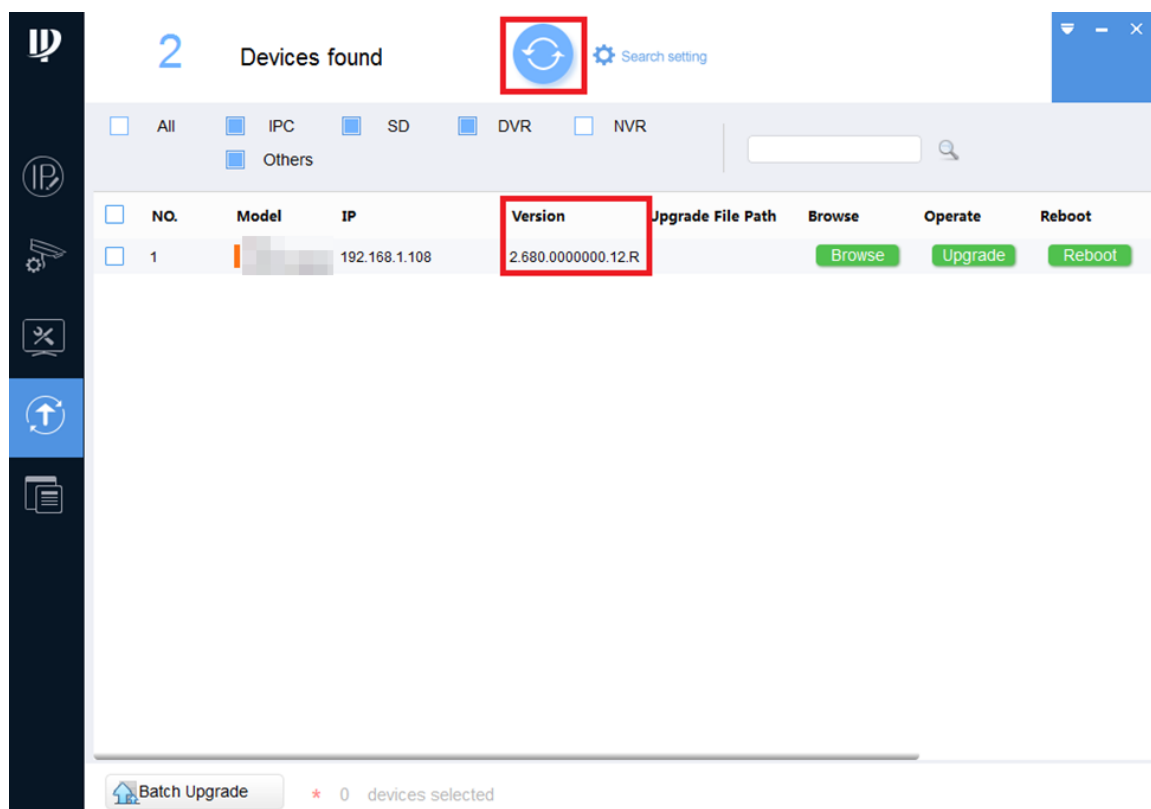 2 Devices found Search setting
All IPC SD DVR NVR
Others
NO. Model IP Version Upgrade File Path Browse Operate Reboot
1 192.168.1.108 2.680.0000000.12.R Browse Upgrade Reboot
Batch Upgrade * 0 devices selected